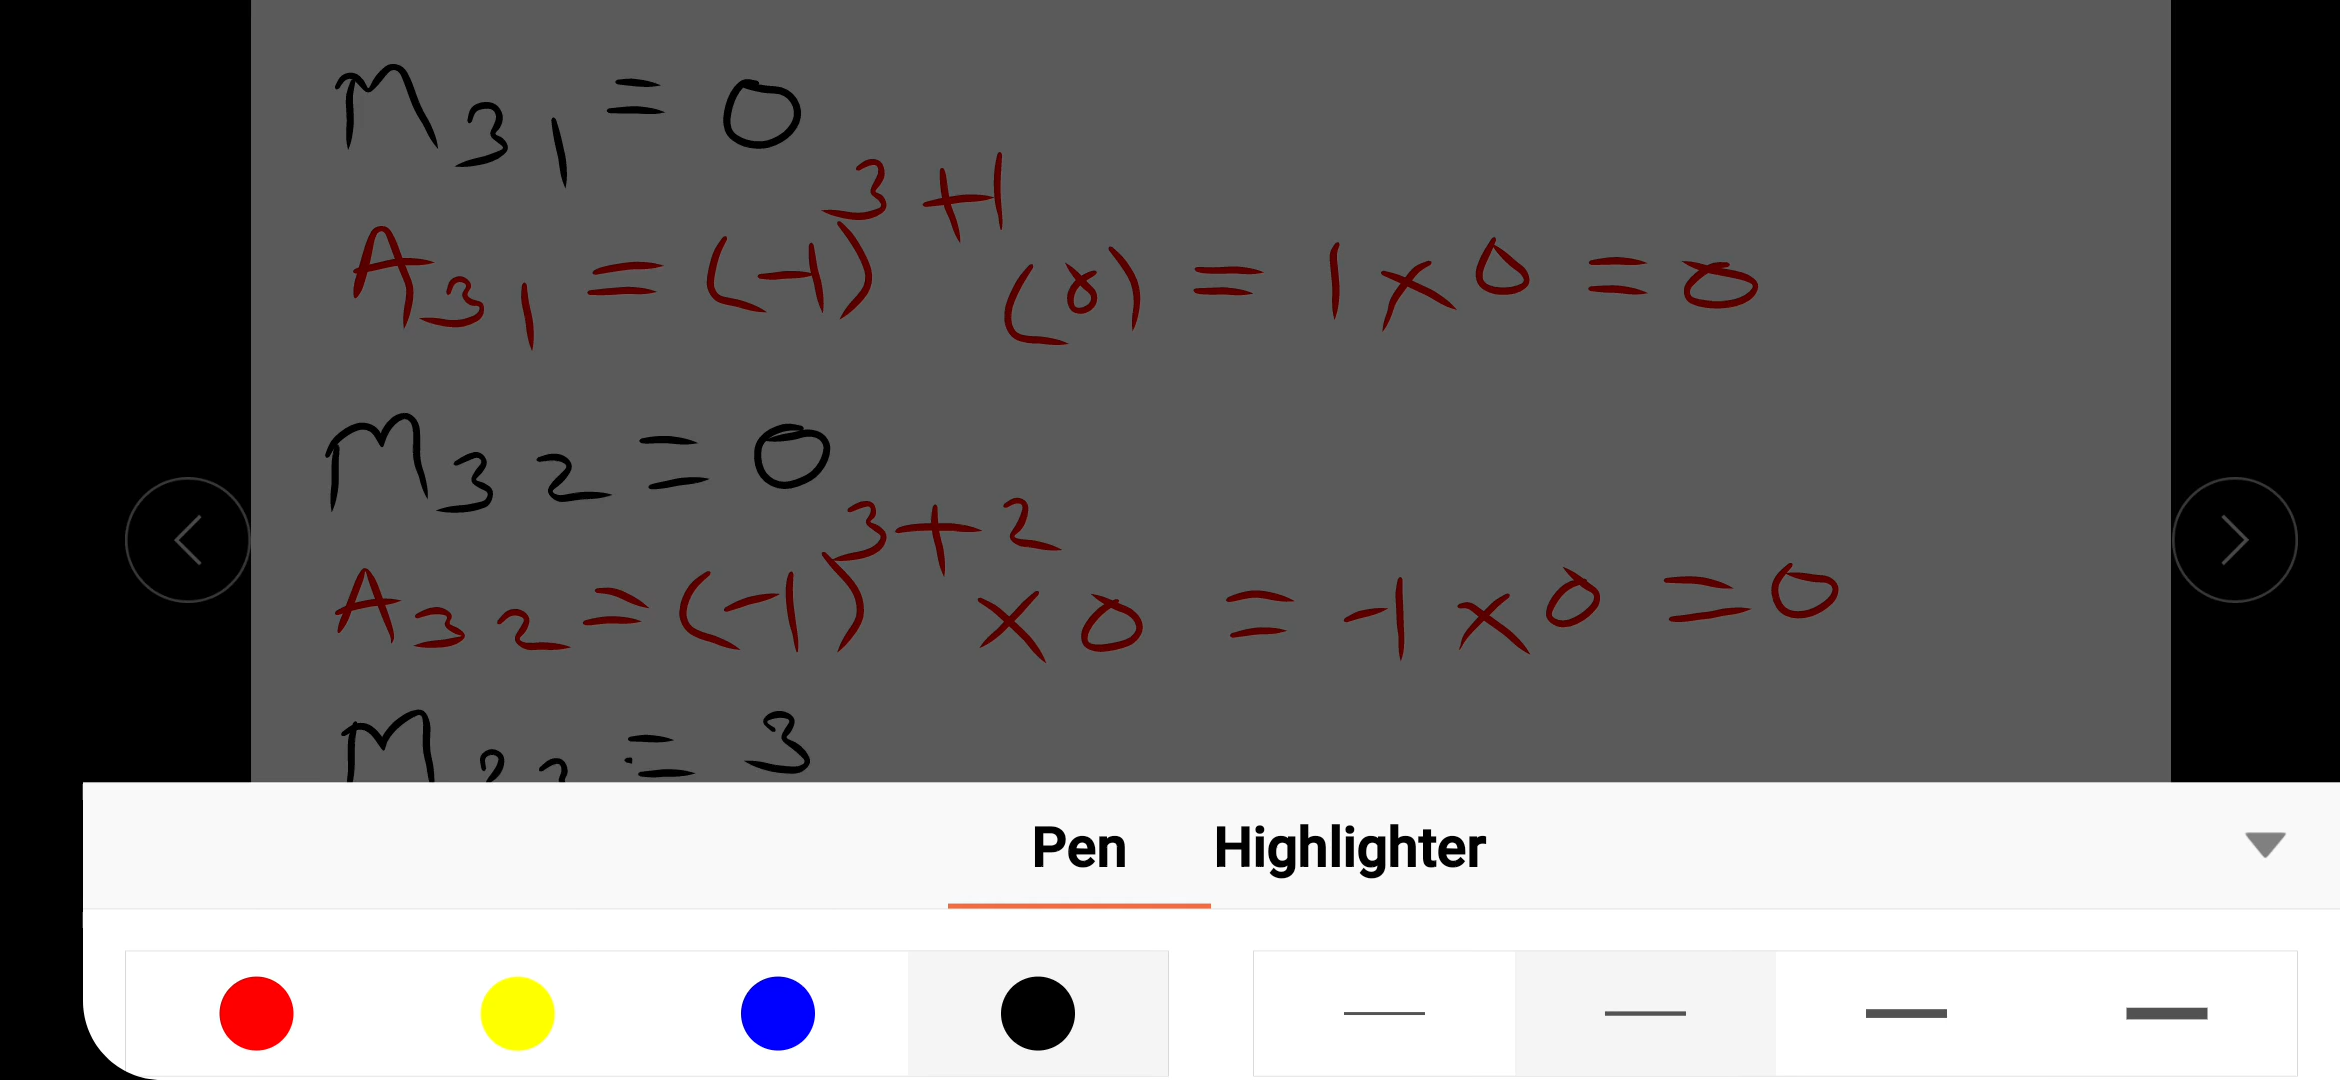 M₃₁ = 0
A₃₁ = (-1)³⁺¹ (0) = 1 × 0 = 0
M₃₂ = 0
A₃₂ = (-1)³⁺² × 0 = -1 × 0 = 0
M₃₃ = 3
Pen Highlighter